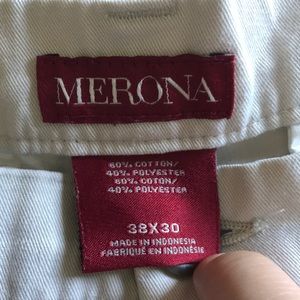 MERONA
60% COTTON/
40% POLYESTER
60% COTON/
40% POLYESTER
38X30
MADE IN INDONESIA
FABRIQUÉ EN INDONÉSIE